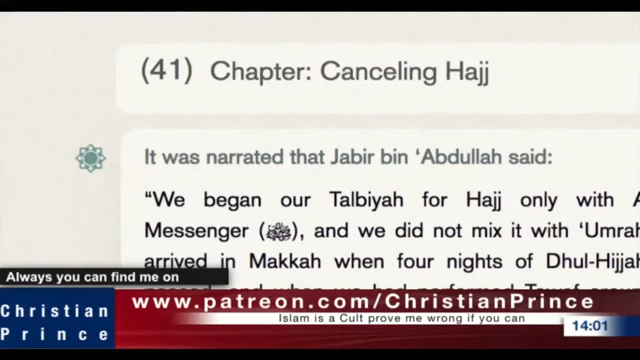 (41) Chapter: Canceling Hajj
It was narrated that Jabir bin ‘Abdullah said:
“We began our Talbiyah for Hajj only with A
Messenger (ﷺ), and we did not mix it with ‘Umrah
arrived in Makkah when four nights of Dhul-Hijjah
Always you can find me on
www.patreon.com/ChristianPrince
Islam is a Cult prove me wrong if you can
Christian
Prince
14:01